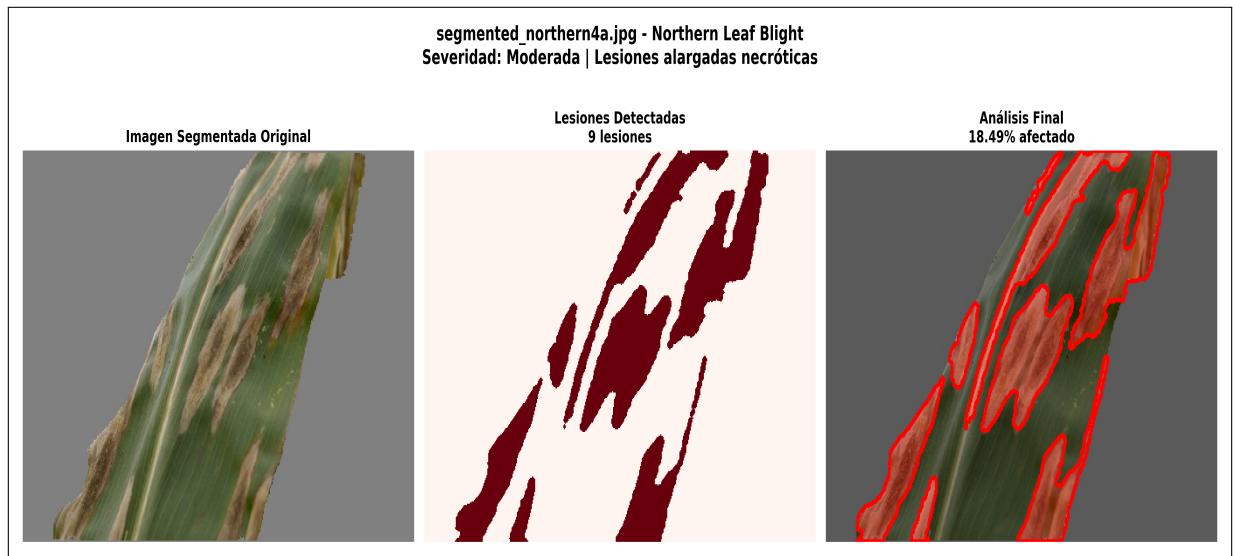 segmented_northern4a.jpg - Northern Leaf Blight
Severidad: Moderada | Lesiones alargadas necróticas
Imagen Segmentada Original
Lesiones Detectadas
9 lesiones
Análisis Final
18.49% afectado